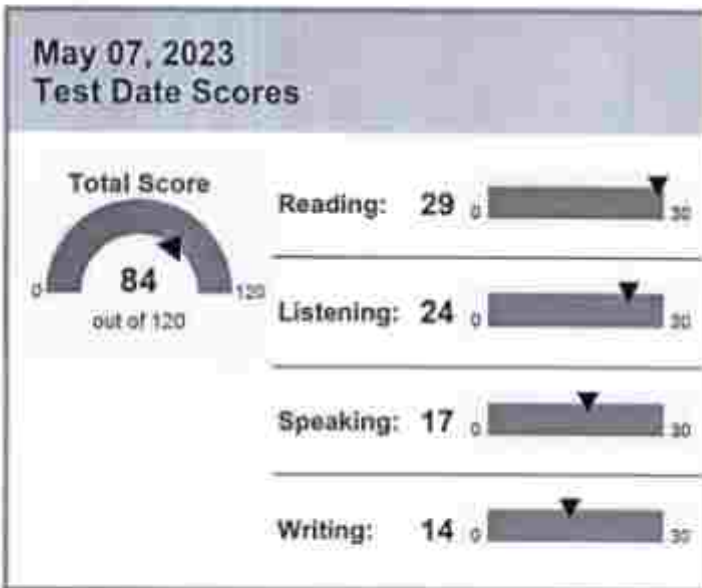 May 07, 2023
Test Date Scores
Total Score
0
84
120
out of 120
Reading: 29 0 30
Listening: 24 0 30
Speaking: 17 0 30
Writing: 14 0 30